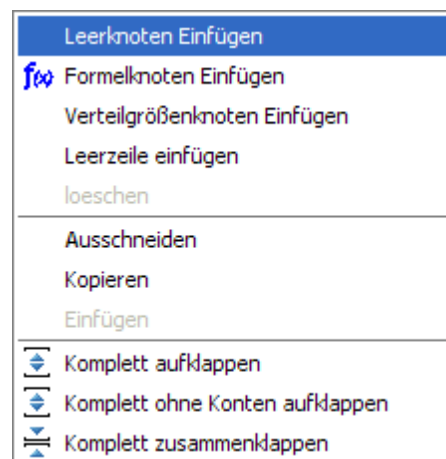 Leerknoten Einfügen
f(x) Formelknoten Einfügen
Verteilgrößenknoten Einfügen
Leerzeile einfügen
loeschen
Ausschneiden
Kopieren
Einfügen
Komplett aufklappen
Komplett ohne Konten aufklappen
Komplett zusammenklappen